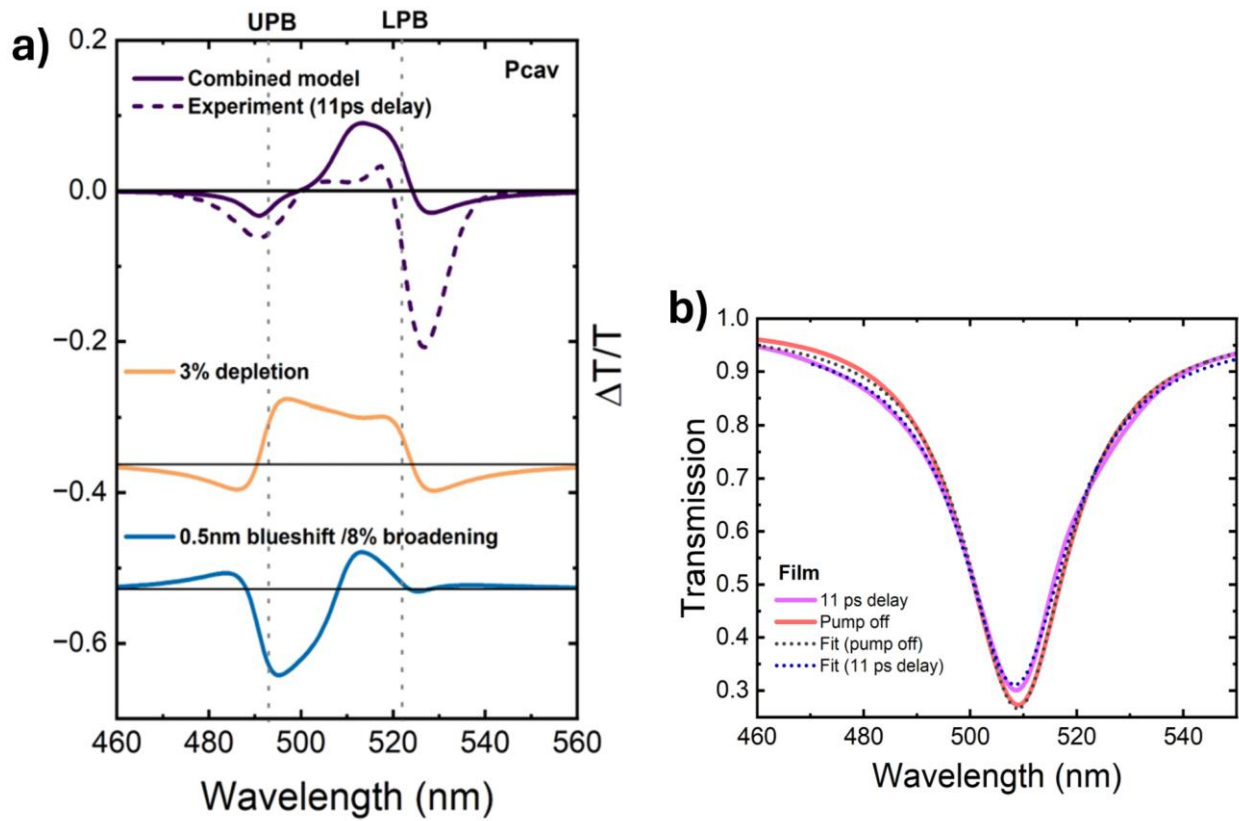 a)
UPB
LPB
0.2
0.0
−0.2
−0.4
−0.6
Pcav
Combined model
Experiment (11ps delay)
3% depletion
0.5nm blueshift /8% broadening
460
480
500
520
540
560
Wavelength (nm)
ΔT/T
b)
1.0
0.9
0.8
0.7
0.6
0.5
0.4
0.3
Transmission
Film
11 ps delay
Pump off
Fit (pump off)
Fit (11 ps delay)
460
480
500
520
540
Wavelength (nm)